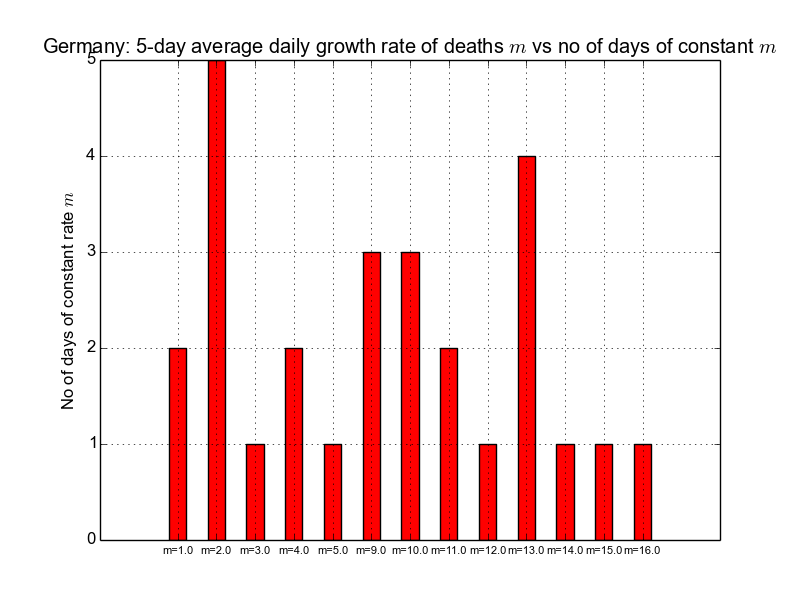 Germany: 5-day average daily growth rate of deaths m vs no of days of constant m
5
4
3
2
1
0
No of days of constant rate m
m=1.0 m=2.0 m=3.0 m=4.0 m=5.0 m=9.0 m=10.0 m=11.0 m=12.0 m=13.0 m=14.0 m=15.0 m=16.0